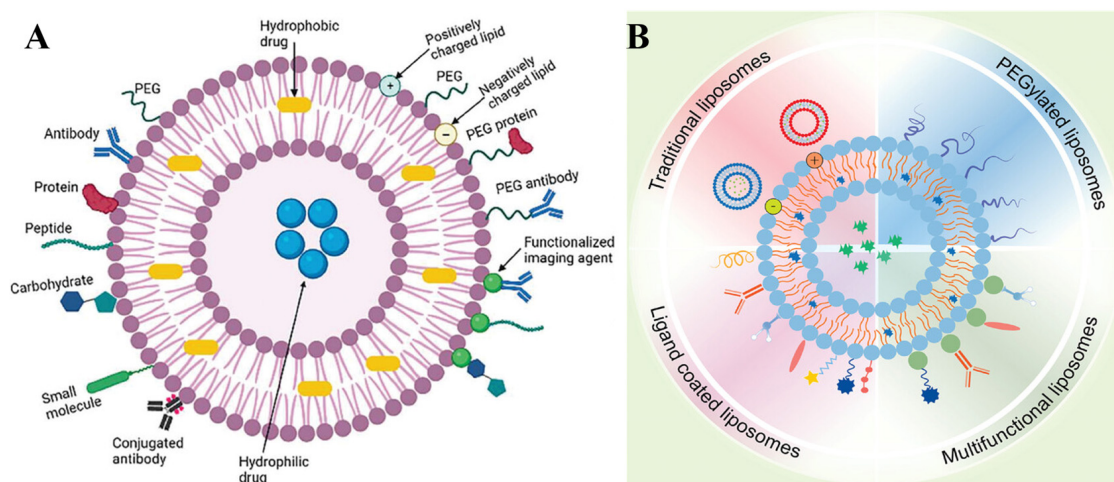 A
Hydrophobic
drug
Positively
charged lipid
+
PEG
Negatively
charged lipid
−
PEG protein
PEG antibody
Functionalized
imaging agent
PEG
Antibody
Protein
Peptide
Carbohydrate
Small
molecule
Conjugated
antibody
Hydrophilic
drug
B
Traditional liposomes
PEGylated liposomes
+
-
Ligand coated liposomes
Multifunctional liposomes